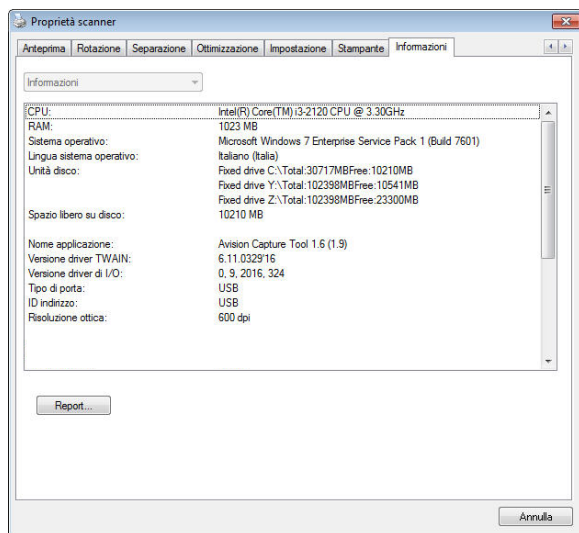 Proprietà scanner
Anteprima Rotazione Separazione Ottimizzazione Impostazione Stampante Informazioni
Informazioni
CPU: Intel(R) Core(TM) i3-2120 CPU @ 3.30GHz
RAM: 1023 MB
Sistema operativo: Microsoft Windows 7 Enterprise Service Pack 1 (Build 7601)
Lingua sistema operativo: Italiano (Italia)
Unità disco: Fixed drive C:\Total:30717MBFree:10210MB
Fixed drive Y:\Total:102398MBFree:10541MB
Fixed drive Z:\Total:102398MBFree:23300MB
Spazio libero su disco: 10210 MB
Nome applicazione: Avision Capture Tool 1.6 (1.9)
Versione driver TWAIN: 6.11.0329'16
Versione driver di I/O: 0, 9, 2016, 324
Tipo di porta: USB
ID indirizzo: USB
Risoluzione ottica: 600 dpi
Report...
Annulla